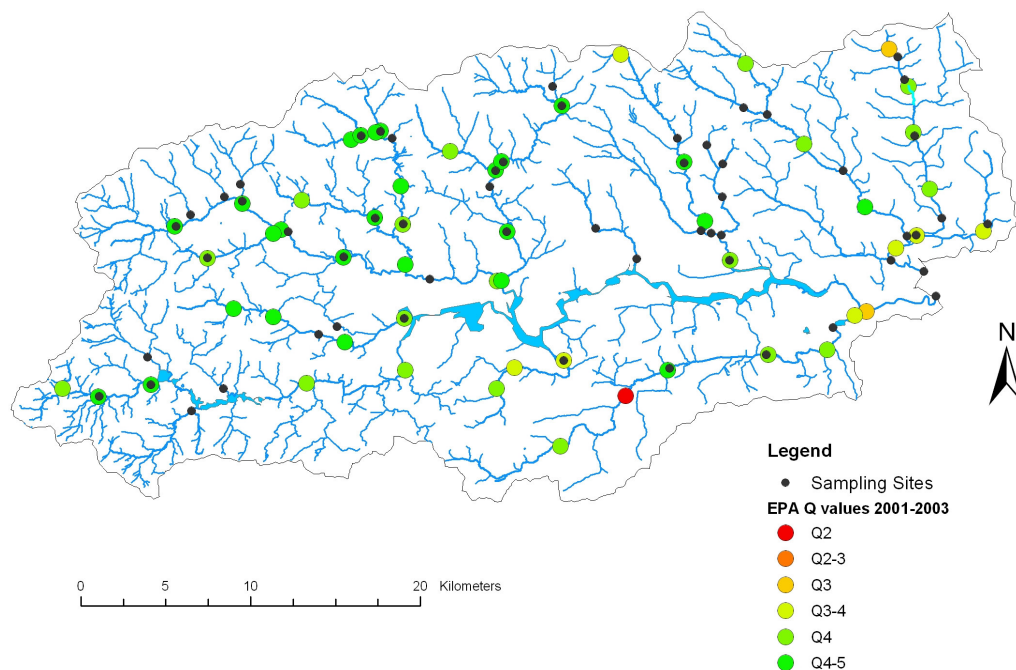 N
Legend
Sampling Sites
EPA Q values 2001-2003
Q2
Q2-3
Q3
Q3-4
Q4
Q4-5
0 5 10 20 Kilometers